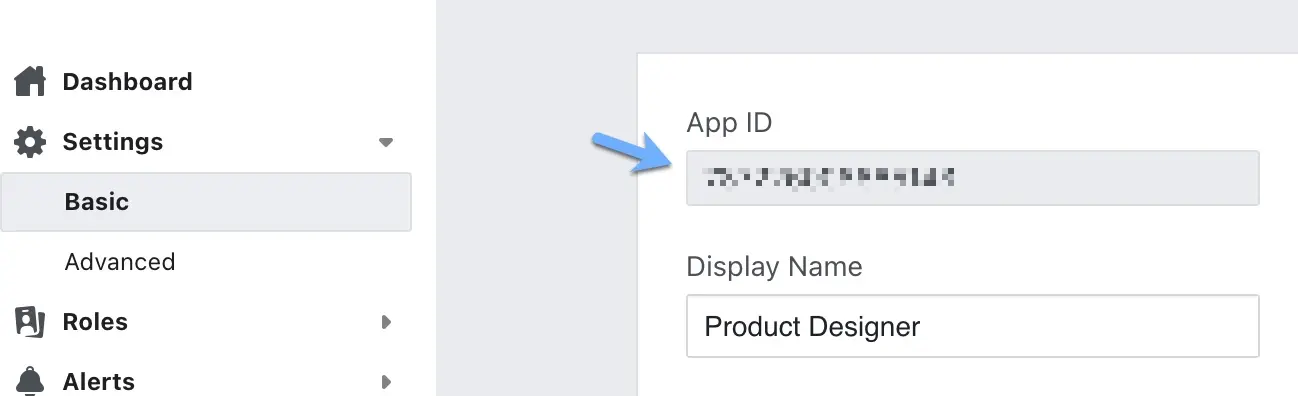 Dashboard
Settings
Basic
Advanced
Roles
Alerts
App ID
Display Name
Product Designer